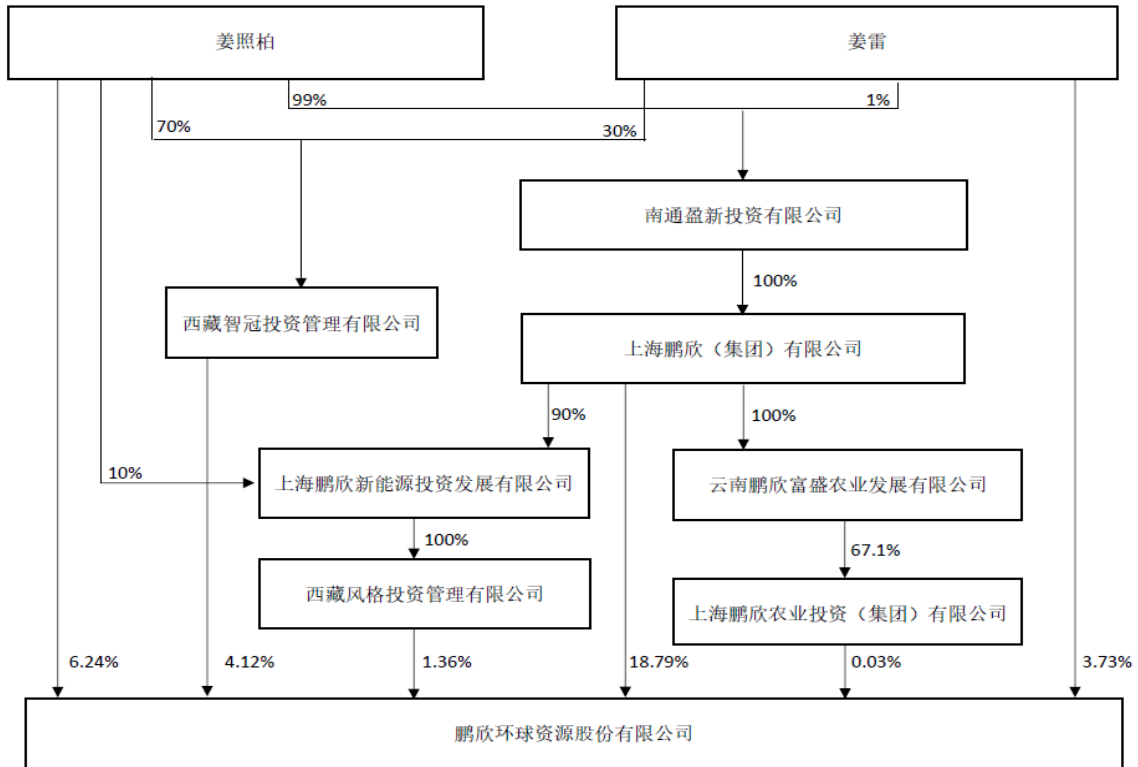 姜照柏
姜雷
99%
1%
70%
30%
南通盈新投资有限公司
100%
西藏智冠投资管理有限公司
上海鹏欣（集团）有限公司
90%
100%
10%
上海鹏欣新能源投资发展有限公司
云南鹏欣富盛农业发展有限公司
100%
67.1%
西藏风格投资管理有限公司
上海鹏欣农业投资（集团）有限公司
6.24%
4.12%
1.36%
18.79%
0.03%
3.73%
鹏欣环球资源股份有限公司